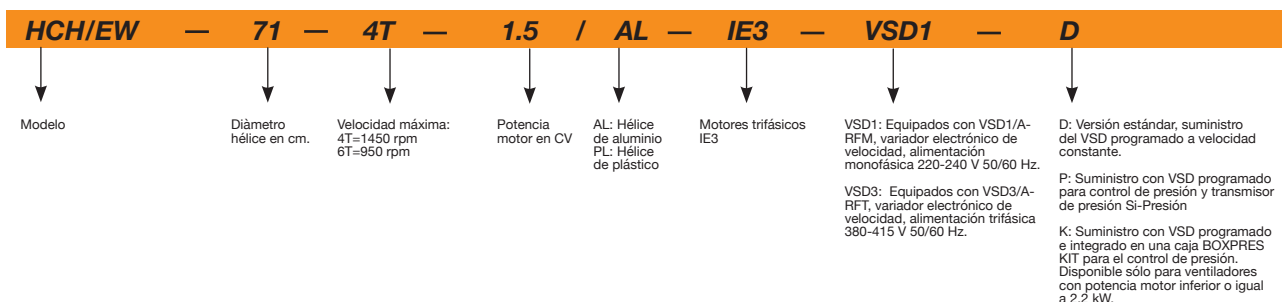 HCH/EW — 71 — 4T — 1.5 / AL — IE3 — VSD1 — D
Modelo
Diàmetro
hélice en cm.
Velocidad máxima:
4T=1450 rpm
6T=950 rpm
Potencia
motor en CV
AL: Hélice
de aluminio
PL: Hélice
de plástico
Motores trifásicos
IE3
VSD1: Equipados con VSD1/A-
RFM, variador electrónico de
velocidad, alimentación
monofásica 220-240 V 50/60 Hz.
VSD3: Equipados con VSD3/A-
RFT, variador electrónico de
velocidad, alimentación trifásica
380-415 V 50/60 Hz.
D: Versión estándar, suministro
del VSD programado a velocidad
constante.
P: Suministro con VSD programado
para control de presión y transmisor
de presión Si-Presión
K: Suministro con VSD programado
e integrado en una caja BOXPRES
KIT para el control de presión.
Disponible sólo para ventiladores
con potencia motor inferior o igual
a 2.2 kW.